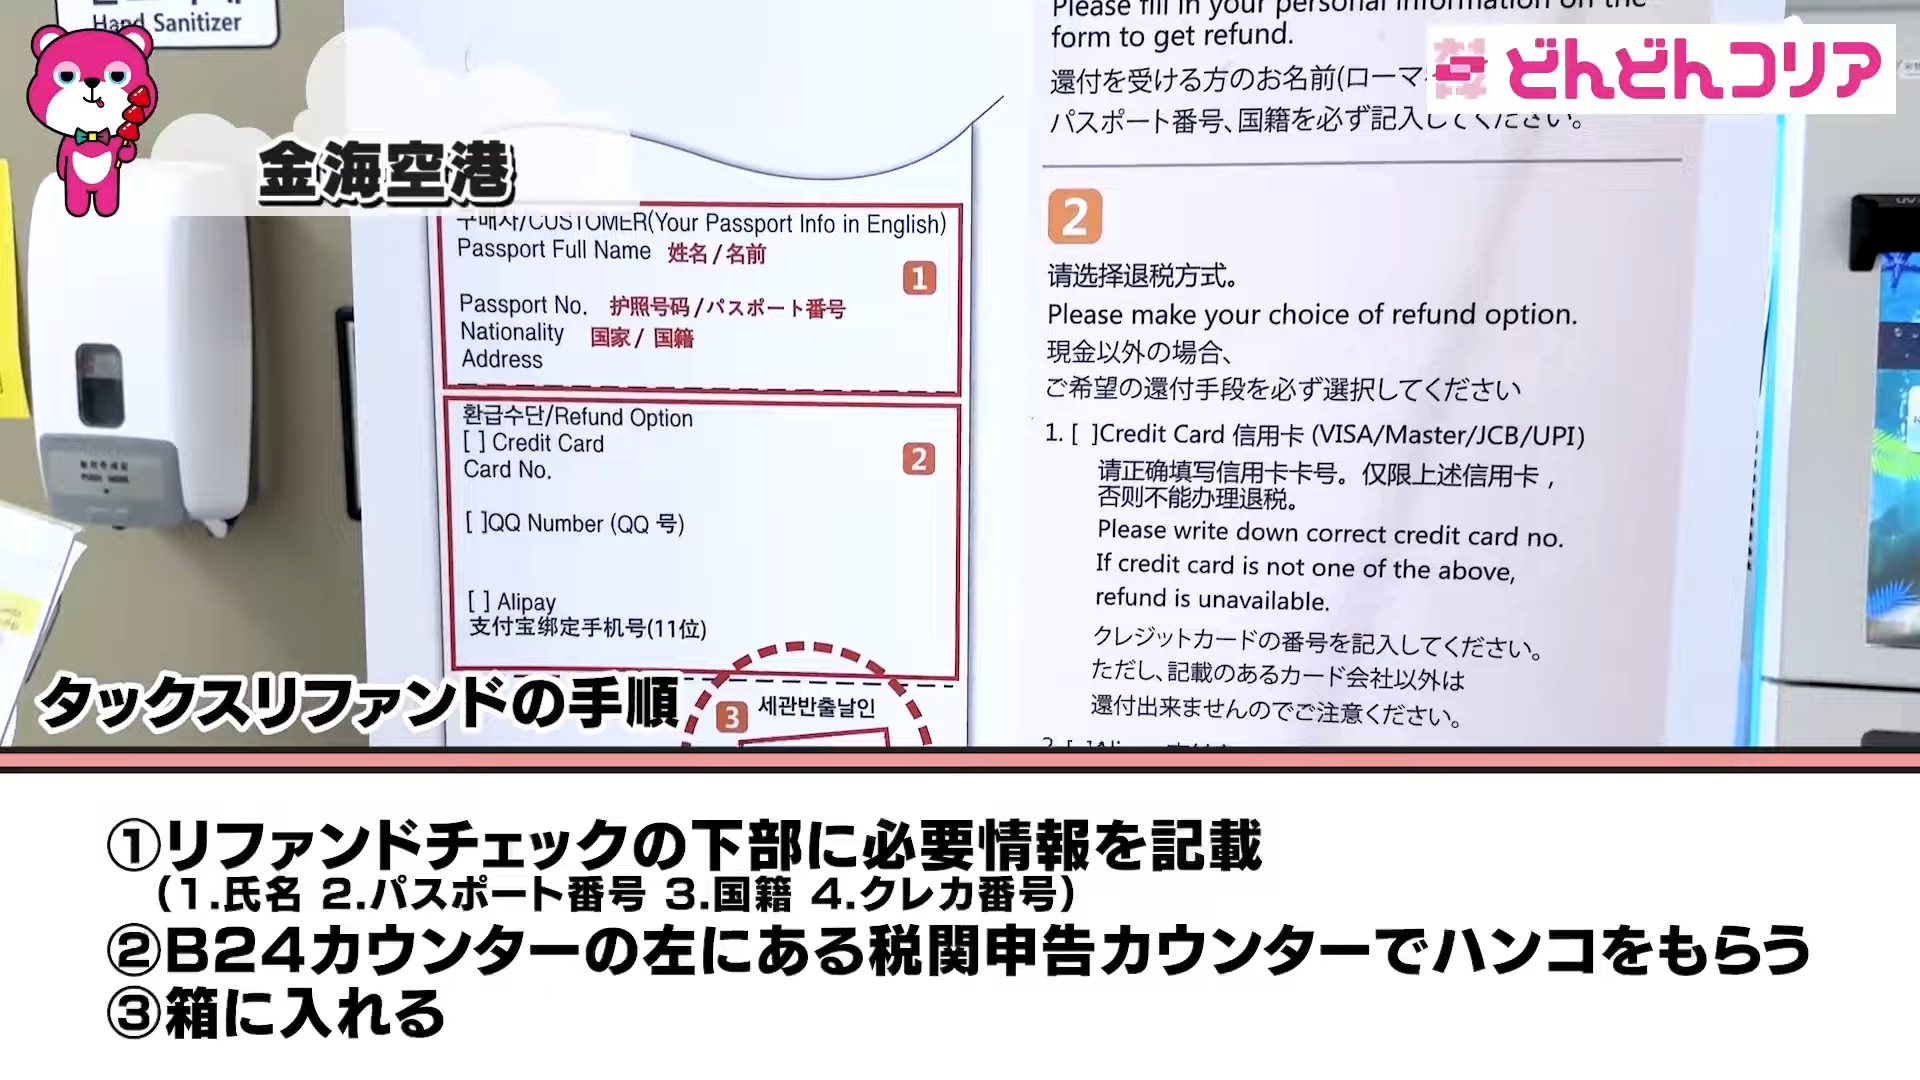 Hand Sanitizer
どんどんコリア
金海空港
구매자/CUSTOMER(Your Passport Info in English)
Passport Full Name 姓名/名前
1
Passport No. 护照号码/パスポート番号
Nationality 国家/国籍
Address
환급수단/Refund Option
[ ] Credit Card
2
Card No.
[ ]QQ Number (QQ 号)
[ ] Alipay
支付宝绑定手机号(11位)
3 세관반출날인
Please fill in your personal information on the
form to get refund.
還付を受ける方のお名前(ローマ
パスポート番号、国籍を必ず記入してください。
2
请选择退税方式。
Please make your choice of refund option.
現金以外の場合、
ご希望の還付手段を必ず選択してください
1. [ ]Credit Card 信用卡 (VISA/Master/JCB/UPI)
请正确填写信用卡卡号。仅限上述信用卡，
否则不能办理退税。
Please write down correct credit card no.
If credit card is not one of the above,
refund is unavailable.
クレジットカードの番号を記入してください。
ただし、記載のあるカード会社以外は
還付出来ませんのでご注意ください。
タックスリファンドの手順
①リファンドチェックの下部に必要情報を記載
（1.氏名 2.パスポート番号 3.国籍 4.クレカ番号）
②B24カウンターの左にある税関申告カウンターでハンコをもらう
③箱に入れる